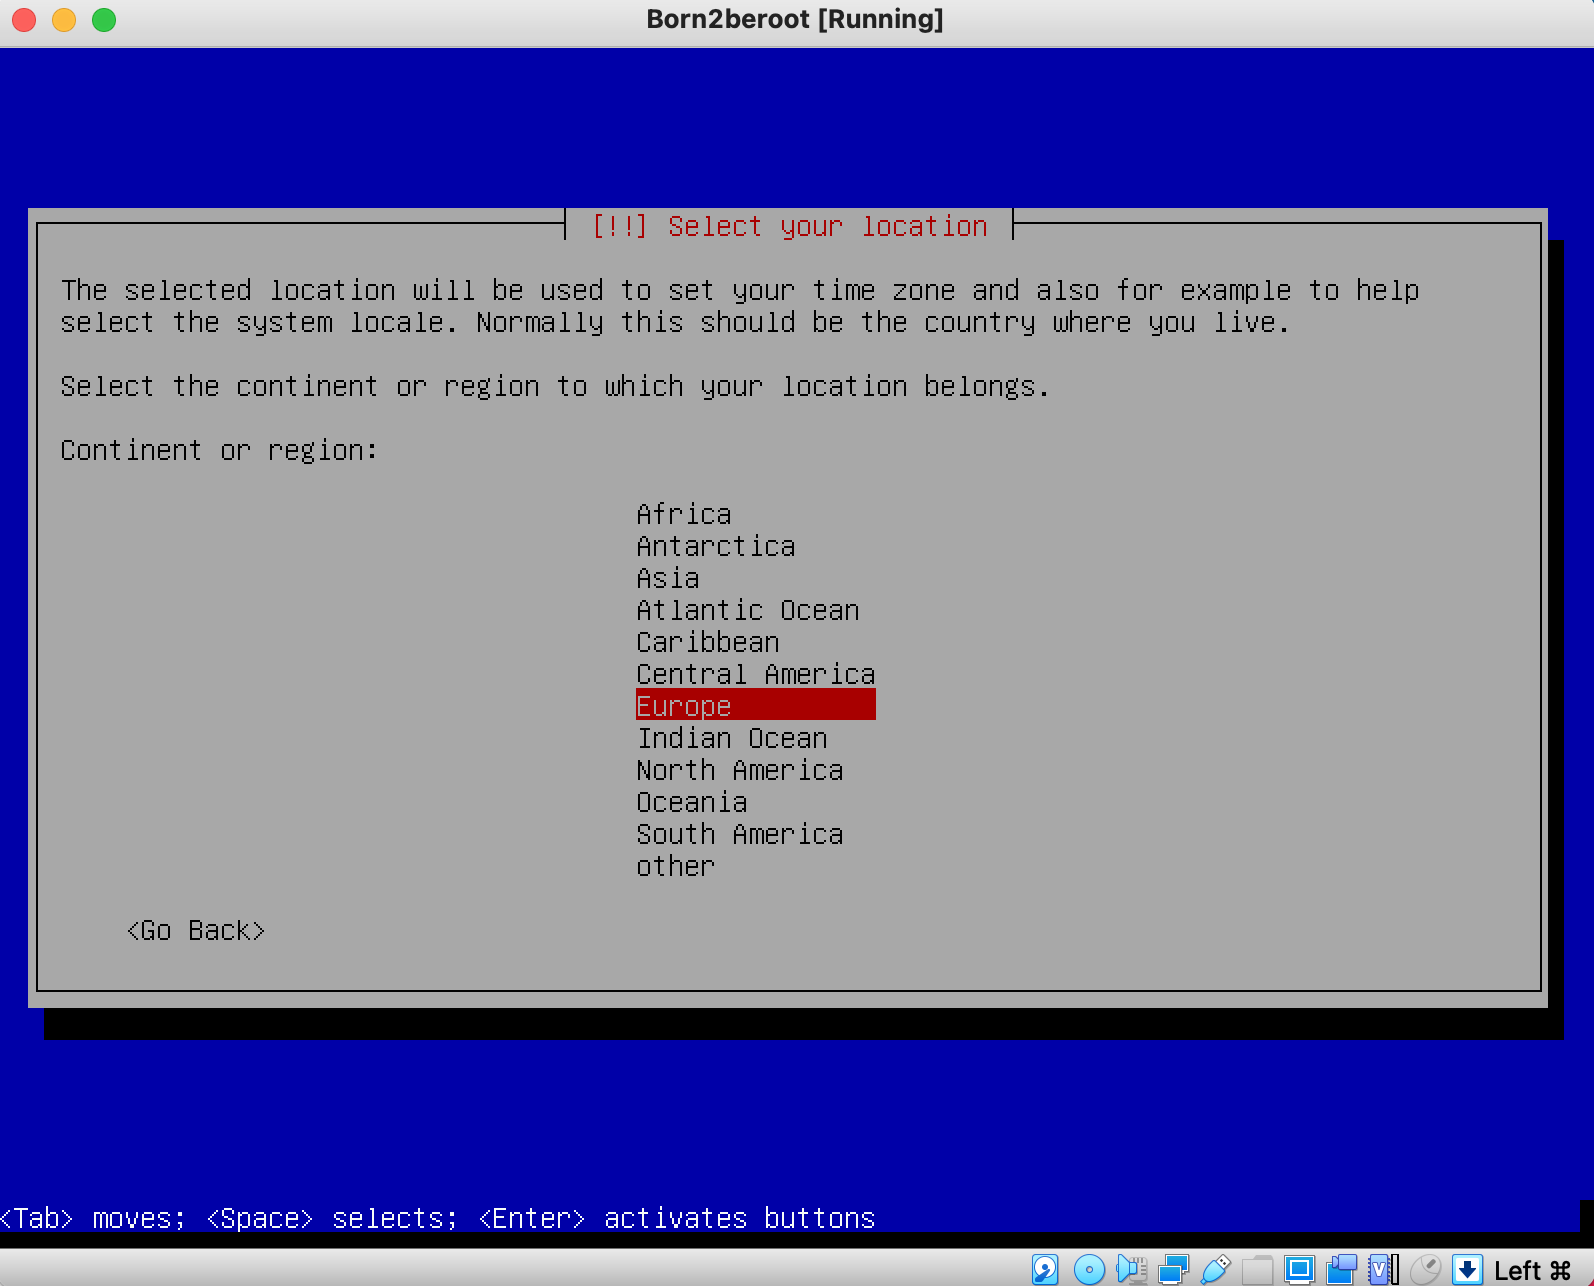 Born2beroot [Running]
[!!] Select your location
The selected location will be used to set your time zone and also for example to help
select the system locale. Normally this should be the country where you live.
Select the continent or region to which your location belongs.
Continent or region:
Africa
Antarctica
Asia
Atlantic Ocean
Caribbean
Central America
Europe
Indian Ocean
North America
Oceania
South America
other
<Go Back>
<Tab> moves; <Space> selects; <Enter> activates buttons
V
Left ⌘